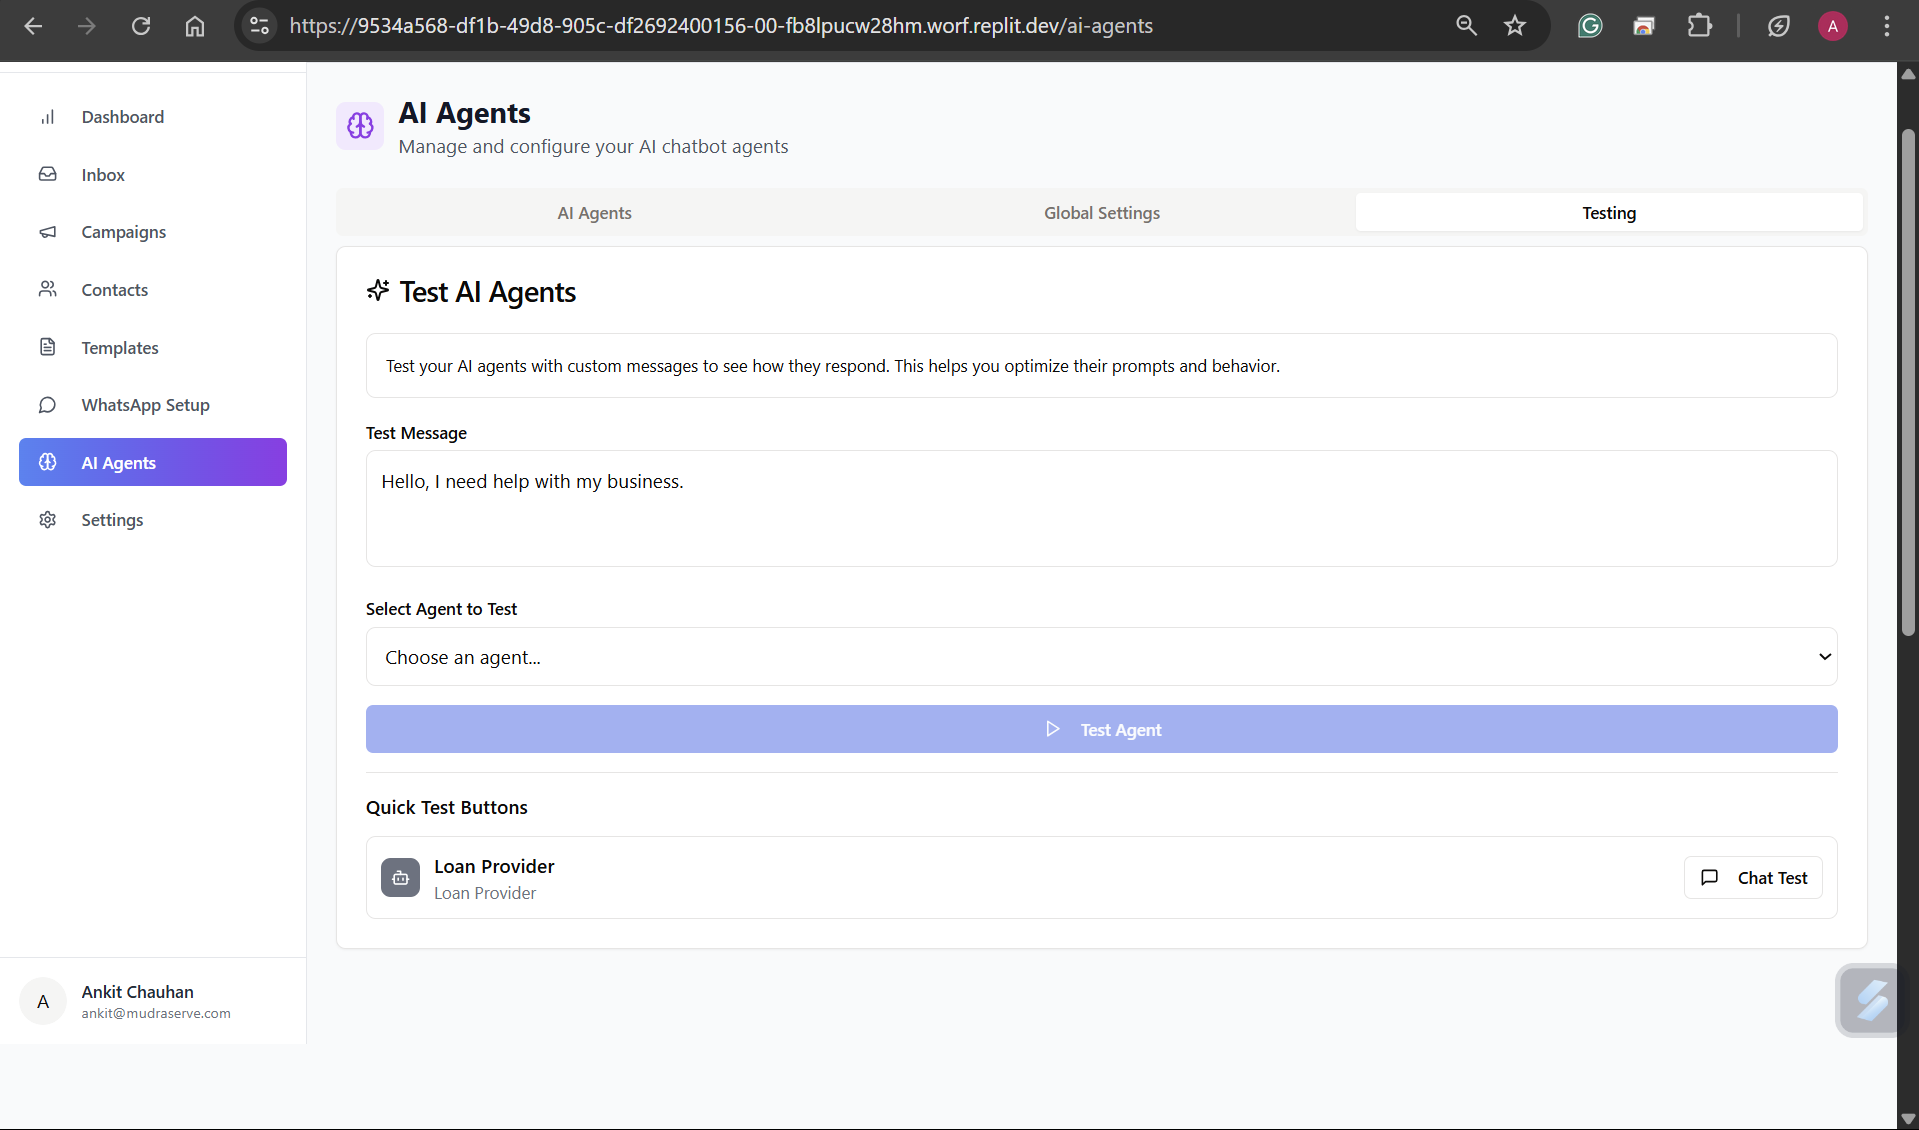 https://9534a568-df1b-49d8-905c-df2692400156-00-fb8lpucw28hm.worf.replit.dev/ai-agents
A
Dashboard
Inbox
Campaigns
Contacts
Templates
WhatsApp Setup
AI Agents
Settings
A
Ankit Chauhan
ankit@mudraserve.com
AI Agents
Manage and configure your AI chatbot agents
AI Agents
Global Settings
Testing
Test AI Agents
Test your AI agents with custom messages to see how they respond. This helps you optimize their prompts and behavior.
Test Message
Hello, I need help with my business.
Select Agent to Test
Choose an agent...
Test Agent
Quick Test Buttons
Loan Provider
Loan Provider
Chat Test